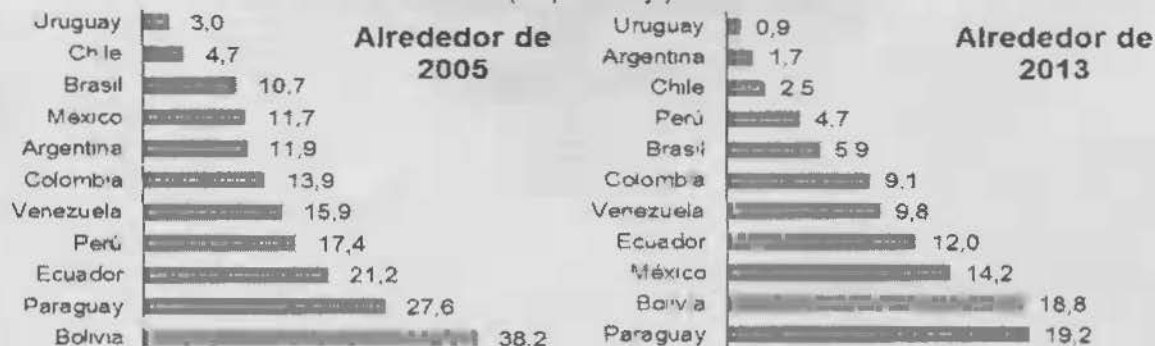 Alrededor de
2005
Uruguay 3,0
Ch le 4,7
Brasil 10.7
México 11,7
Argentina 11,9
Colombia 13,9
Venezuela 15,9
Perú 17,4
Ecuador 21,2
Paraguay 27,6
Bolivia 38,2
Alrededor de
2013
Uruguay 0,9
Argentina 1,7
Chile 2 5
Perú 4.7
Brasil 5 9
Colombia 9.1
Venezuela 9,8
Ecuador 12,0
México 14,2
Bolivia 18,8
Paraguay 19,2